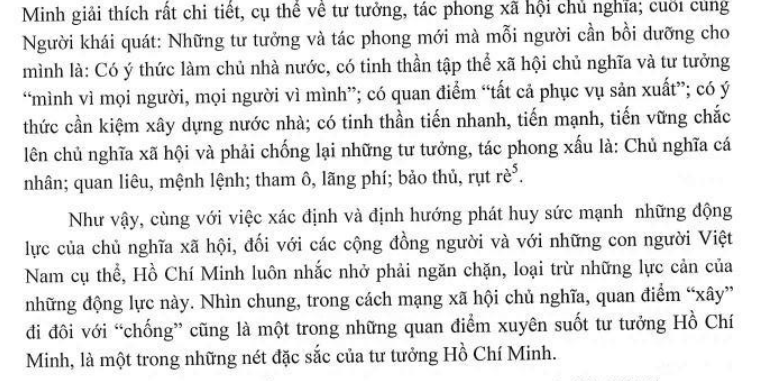 Minh giải thích rất chi tiết, cụ thể về tư tưởng, tác phong xã hội chủ nghĩa; cuối cùng
Người khái quát: Những tư tưởng và tác phong mới mà mỗi người cần bồi dưỡng cho
mình là: Có ý thức làm chủ nhà nước, có tinh thần tập thể xã hội chủ nghĩa và tư tưởng
“mình vì mọi người, mọi người vì mình”; có quan điểm “tất cả phục vụ sản xuất”; có ý
thức cần kiệm xây dựng nước nhà; có tinh thần tiến nhanh, tiến mạnh, tiến vững chắc
lên chủ nghĩa xã hội và phải chống lại những tư tưởng, tác phong xấu là: Chủ nghĩa cá
nhân; quan liêu, mệnh lệnh; tham ô, lãng phí; bảo thủ, rụt rè⁵.
Như vậy, cùng với việc xác định và định hướng phát huy sức mạnh những động
lực của chủ nghĩa xã hội, đối với các cộng đồng người và với những con người Việt
Nam cụ thể, Hồ Chí Minh luôn nhắc nhở phải ngăn chặn, loại trừ những lực cản của
những động lực này. Nhìn chung, trong cách mạng xã hội chủ nghĩa, quan điểm “xây”
đi đôi với “chống” cũng là một trong những quan điểm xuyên suốt tư tưởng Hồ Chí
Minh, là một trong những nét đặc sắc của tư tưởng Hồ Chí Minh.